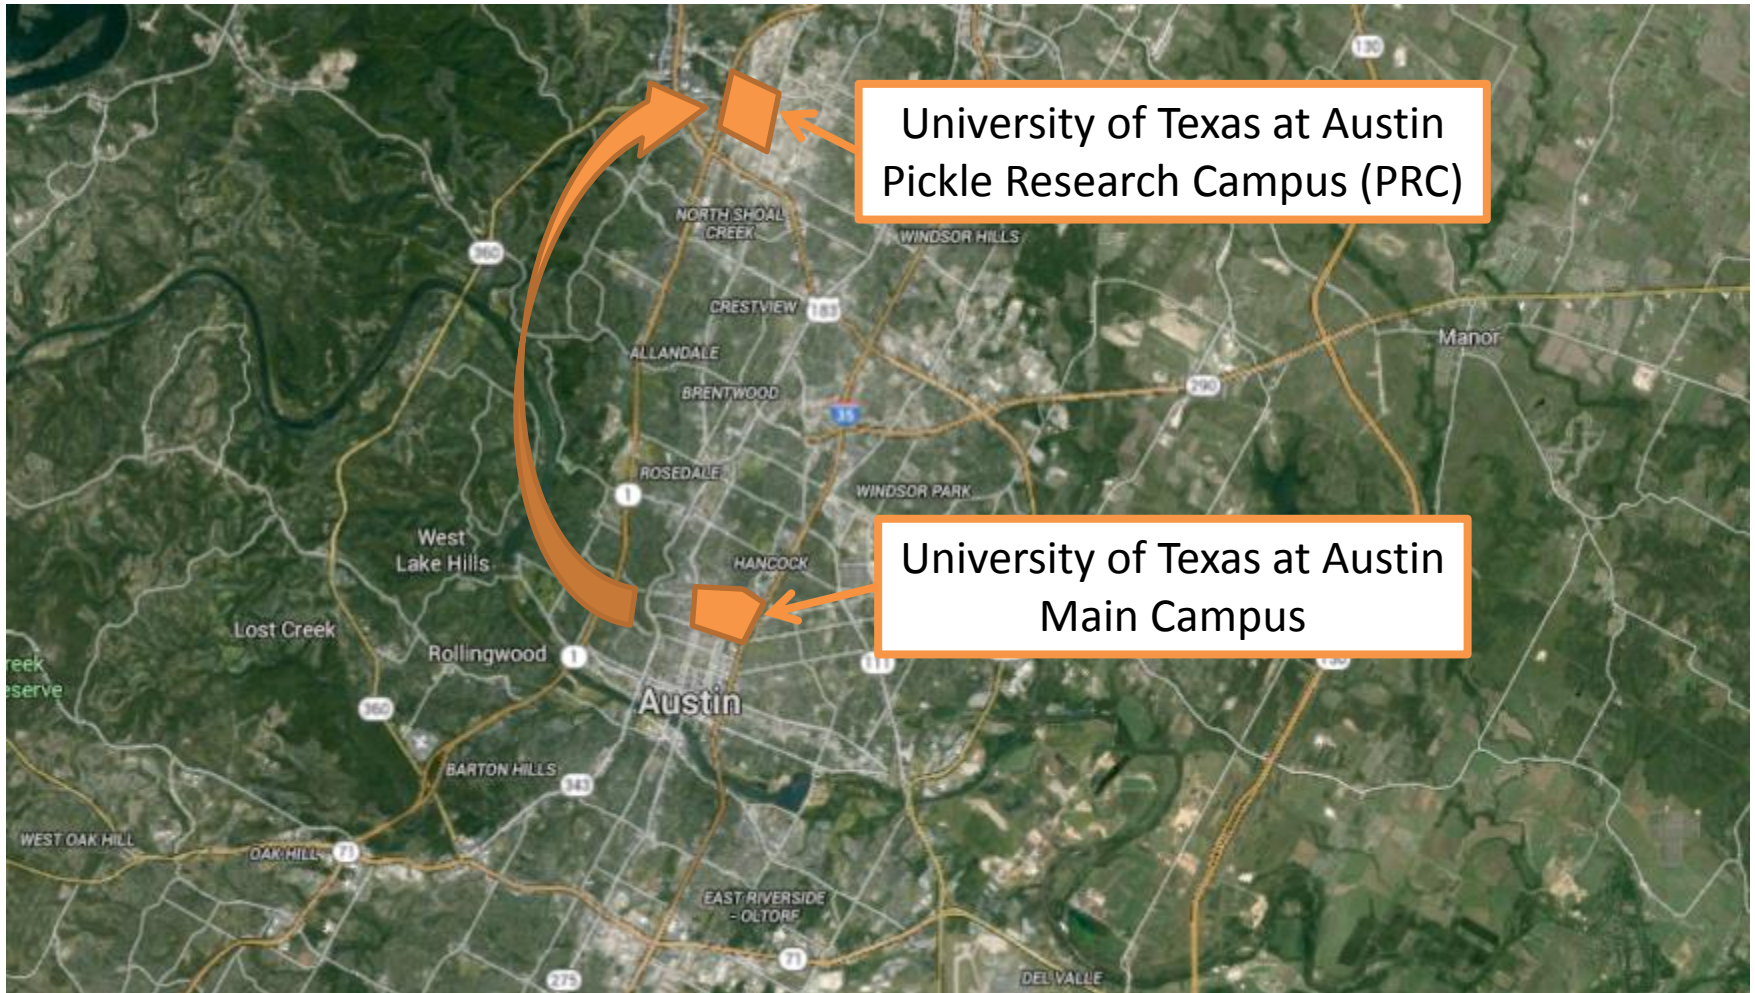 130
University of Texas at Austin
Pickle Research Campus (PRC)
NORTH SHOAL
CREEK
WINDSOR HILLS
360
CRESTVIEW
183
Manor
ALLANDALE
290
BRENTWOOD
35
ROSEDALE
1
WINDSOR PARK
West
Lake Hills
HANCOCK
University of Texas at Austin
Main Campus
Lost Creek
Rollingwood
1
111
130
reek
eserve
360
Austin
BARTON HILLS
343
WEST OAK HILL
OAK HILL
71
EAST RIVERSIDE
- OLTORF
71
275
DEL VALLE